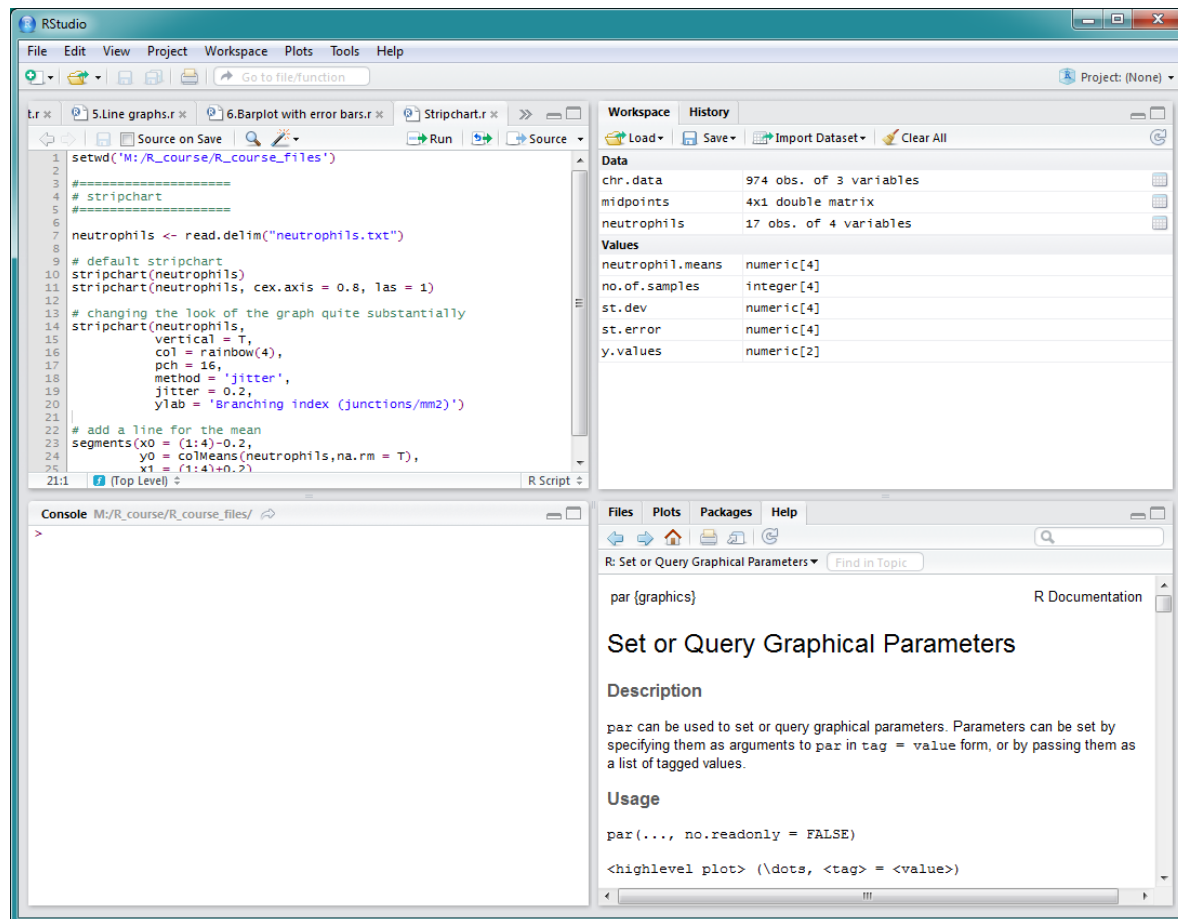 RStudio
File Edit View Project Workspace Plots Tools Help
Go to file/function
Project: (None)
t.r 5.Line graphs.r 6.Barplot with error bars.r Stripchart.r
Source on Save Run Source
1 setwd('M:/R_course/R_course_files')
2
3 #=====================
4 # stripchart
5 #=====================
6
7 neutrophils <- read.delim("neutrophils.txt")
8
9 # default stripchart
10 stripchart(neutrophils)
11 stripchart(neutrophils, cex.axis = 0.8, las = 1)
12
13 # changing the look of the graph quite substantially
14 stripchart(neutrophils,
15 vertical = T,
16 col = rainbow(4),
17 pch = 16,
18 method = 'jitter',
19 jitter = 0.2,
20 ylab = 'Branching index (junctions/mm2)')
21
22 # add a line for the mean
23 segments(x0 = (1:4)-0.2,
24 y0 = colMeans(neutrophils,na.rm = T),
25 x1 = (1:4)+0.2)
21:1 (Top Level) R Script
Workspace History
Load Save Import Dataset Clear All
Data
chr.data 974 obs. of 3 variables
midpoints 4x1 double matrix
neutrophils 17 obs. of 4 variables
Values
neutrophil.means numeric[4]
no.of.samples integer[4]
st.dev numeric[4]
st.error numeric[4]
y.values numeric[2]
Console M:/R_course/R_course_files/
>
Files Plots Packages Help
R: Set or Query Graphical Parameters Find in Topic
par {graphics} R Documentation
Set or Query Graphical Parameters
Description
par can be used to set or query graphical parameters. Parameters can be set by
specifying them as arguments to par in tag = value form, or by passing them as
a list of tagged values.
Usage
par(..., no.readonly = FALSE)
<highlevel plot> (\dots, <tag> = <value>)